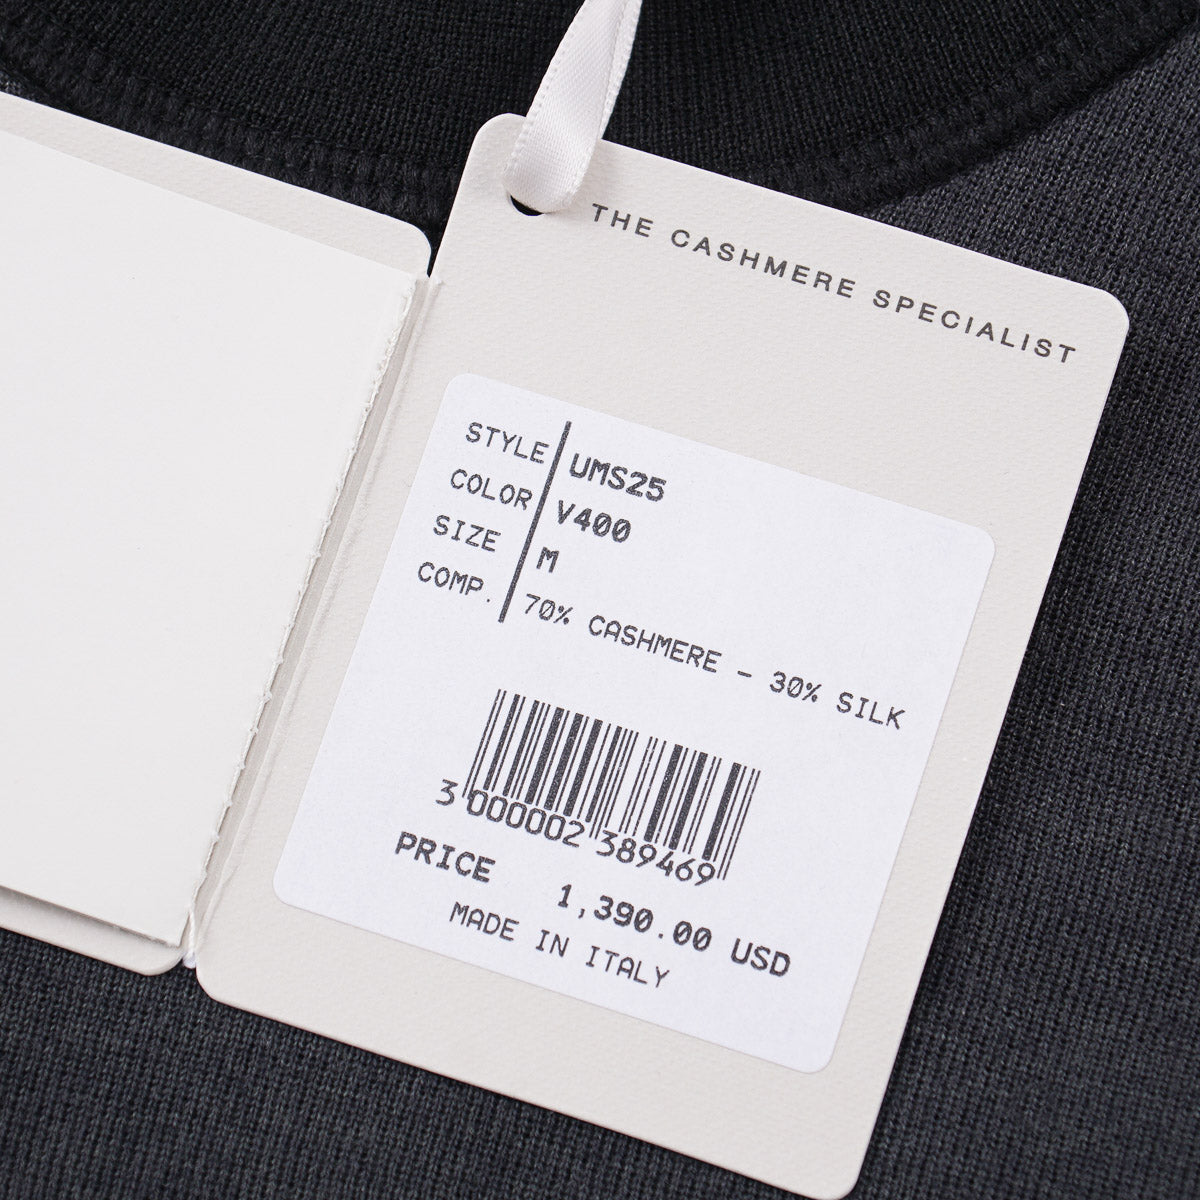 THE CASHMERE SPECIALIST
STYLE UMS25
COLOR V400
SIZE M
COMP. 70% CASHMERE - 30% SILK
3 000002 389469
PRICE 1,390.00 USD
MADE IN ITALY